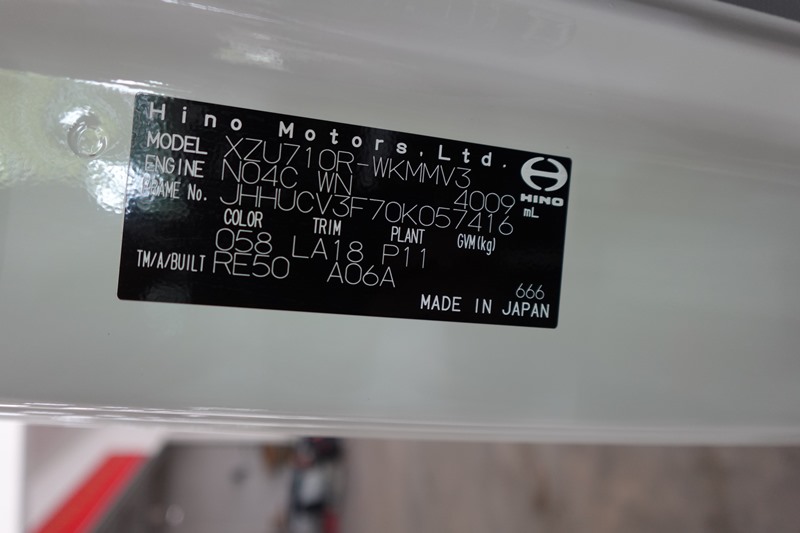 Hino Motors, Ltd.
MODEL XZU710R-WKMMV3
ENGINE N04C WN 4009 mL
HINO
FRAME No. JHHUCV3F70K057416
COLOR TRIM PLANT GVM(kg)
058 LA18 P11
TM/A/BUILT RE50 A06A
666
MADE IN JAPAN